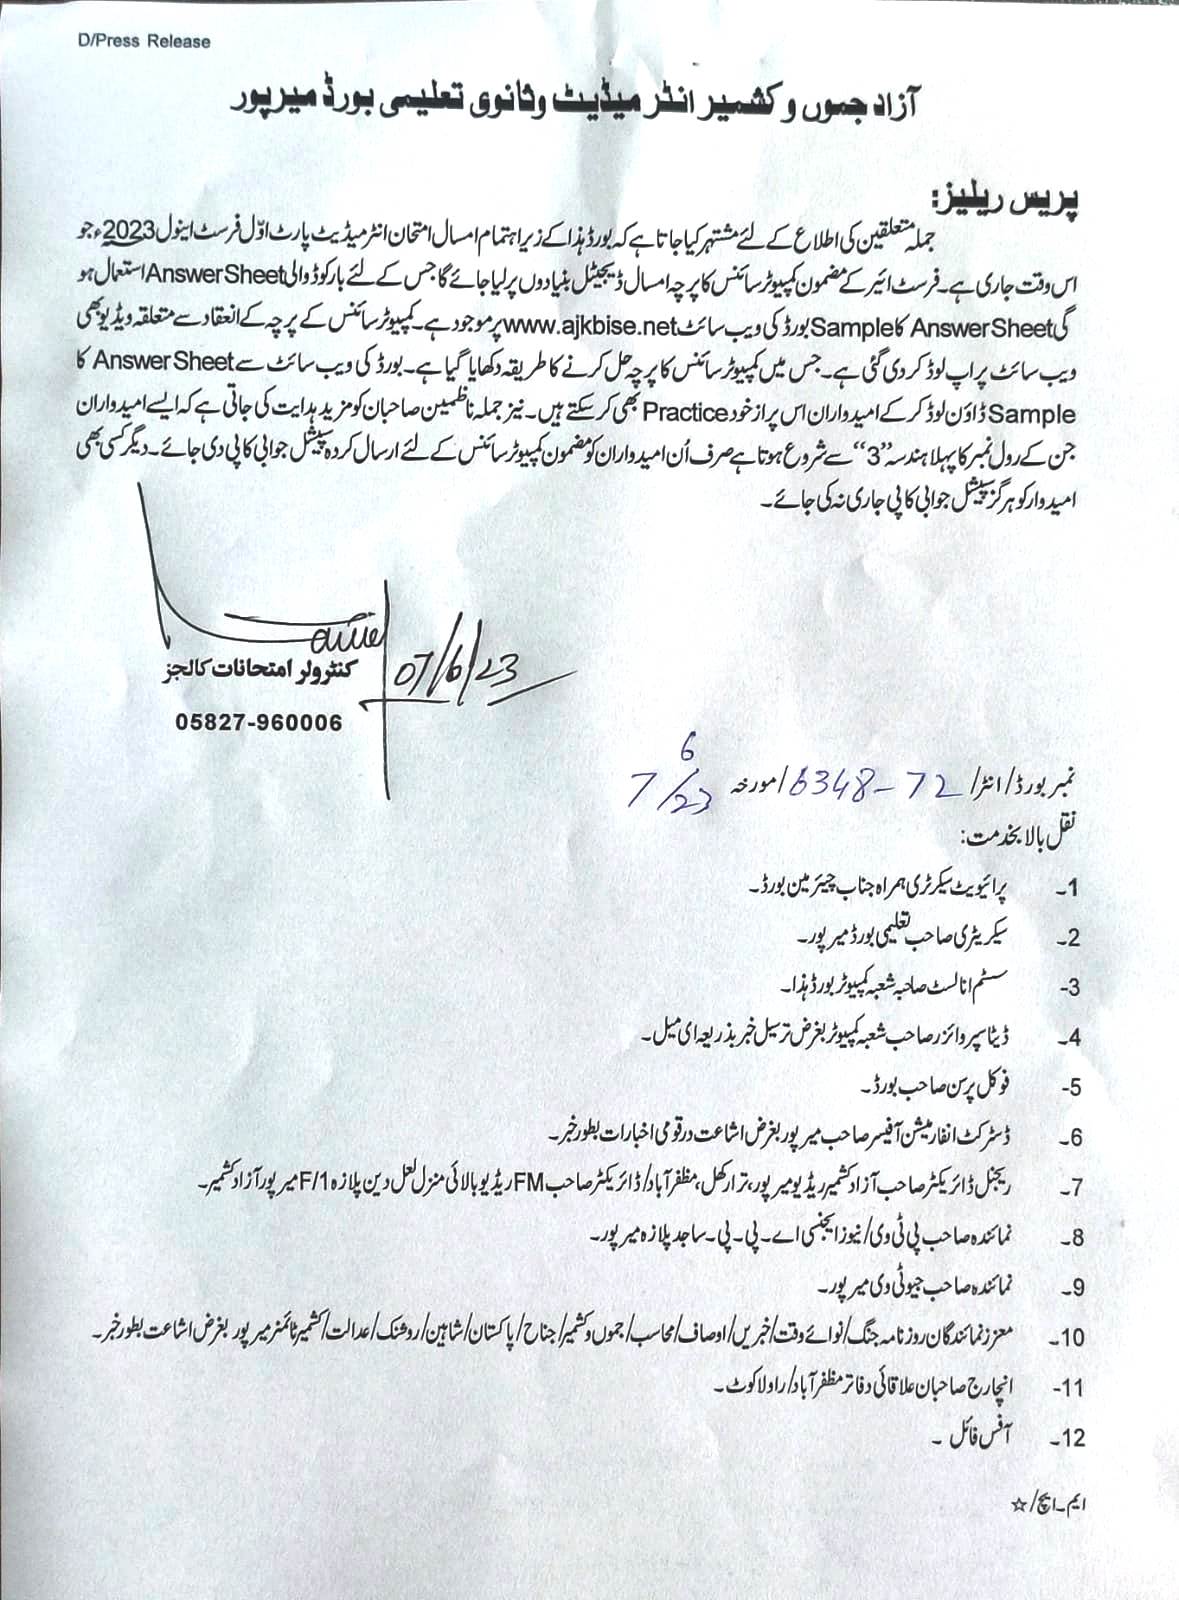 D/Press Release
آزاد جموں و کشمیر انٹرمیڈیٹ وثانوی تعلیمی بورڈ میرپور
پریس ریلیز:
جملہ متعلقین کی اطلاع کے لئے مشتہر کیا جاتا ہے کہ بورڈ ہذا کے زیر اہتمام امسال امتحان انٹرمیڈیٹ پارٹ اوّل فرسٹ اینول 2023ء جو
اس وقت جاری ہے۔ فرسٹ ائیر کے مضمون کمپیوٹر سائنس کا پرچہ امسال ڈیجیٹل بنیادوں پر لیا جائے گا جس کے لئے بار کوڈ والی Answer Sheet استعمال ہو
گی Answer Sheet کا Sample بورڈ کی ویب سائٹ www.ajkbise.net پر موجود ہے۔ کمپیوٹر سائنس کے پرچہ کے انعقاد سے متعلقہ ویڈیو بھی
ویب سائٹ پر اپ لوڈ کر دی گئی ہے۔ جس میں کمپیوٹر سائنس کا پرچہ حل کرنے کا طریقہ دکھایا گیا ہے۔ بورڈ کی ویب سائٹ سے Answer Sheet کا
Sample ڈاؤن لوڈ کر کے امیدواران اس پر از خود Practice بھی کر سکتے ہیں۔ نیز جملہ ناظمین صاحبان کو مزید ہدایت کی جاتی ہے کہ ایسے امیدواران
جن کے رول نمبر کا پہلا ہندسہ ’’3‘‘ سے شروع ہوتا ہے صرف اُن امیدواران کو مضمون کمپیوٹر سائنس کے لئے ارسال کردہ سپیشل جوابی کاپی دی جائے۔ دیگر کسی بھی
امیدوار کو ہرگز سپیشل جوابی کاپی جاری نہ کی جائے۔
07/6/23
کنٹرولر امتحانات کالجز
05827-960006
نمبر بورڈ/انٹر/ 6348-72 /مورخہ 7/6/23
نقل بالا بخدمت:
1۔ پرائیویٹ سیکرٹری ہمراہ جناب چیئرمین بورڈ۔
2۔ سیکریٹری صاحب تعلیمی بورڈ میرپور۔
3- سسٹم انالسٹ صاحبہ شعبہ کمپیوٹر بورڈ ہذا۔
4۔ ڈیٹا سپروائزر صاحب شعبہ کمپیوٹر بغرض ترسیل خبر بذریعہ ای میل۔
5- فوکل پرسن صاحب بورڈ۔
6۔ ڈسٹرکٹ انفارمیشن آفیسر صاحب میرپور بغرض اشاعت در قومی اخبارات بطور خبر۔
7۔ ریجنل ڈائریکٹر صاحب آزاد کشمیر ریڈیو میرپور، تراڑکھل، مظفرآباد/ڈائریکٹر صاحب FM ریڈیو بالائی منزل لعل دین پلازہ F/1 میرپور آزاد کشمیر۔
8۔ نمائندہ صاحب پی ٹی وی/نیوز ایجنسی اے۔ پی۔ پی۔ ساجد پلازہ میرپور۔
9۔ نمائندہ صاحب جیو ٹی وی میرپور۔
10۔ معزز نمائندگان روزنامہ جنگ/نوائے وقت/خبریں/اوصاف/محاسب/جموں و کشمیر/جناح/پاکستان/شاہین/روشنک/عدالت/کشمیر ٹائمز میرپور بغرض اشاعت بطور خبر۔
11- انچارج صاحبان علاقائی دفاتر مظفرآباد/راولاکوٹ۔
12۔ آفس فائل ۔
ایم۔ایچ/☆